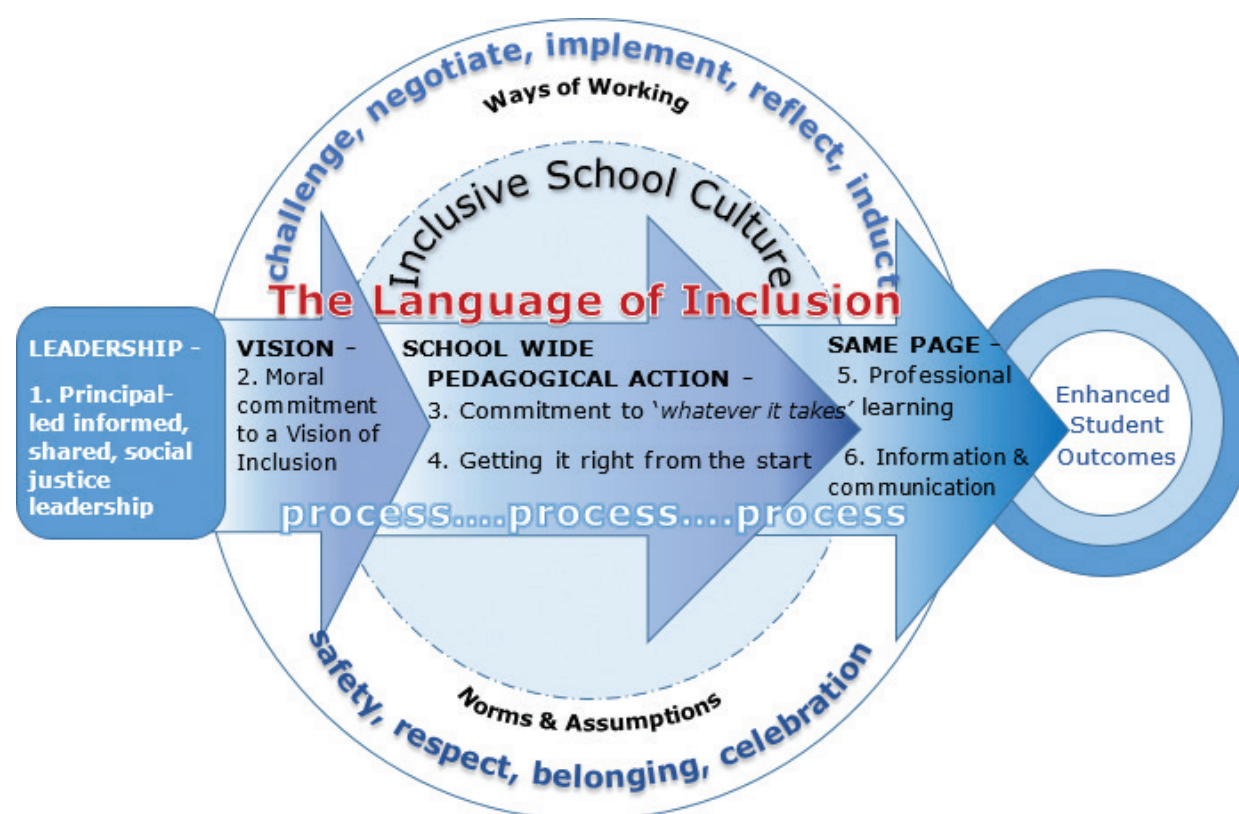 challenge, negotiate, implement, reflect, induct
Ways of Working
Inclusive School Culture
The Language of Inclusion
LEADERSHIP -
1. Principal-
led informed,
shared, social
justice
leadership
VISION -
2. Moral
commitment
to a Vision of
Inclusion
SCHOOL WIDE
PEDAGOGICAL ACTION -
3. Commitment to ‘whatever it takes’
4. Getting it right from the start
SAME PAGE -
5. Professional
learning
6. Information &
communication
Enhanced
Student
Outcomes
process....process....process
Norms & Assumptions
safety, respect, belonging, celebration